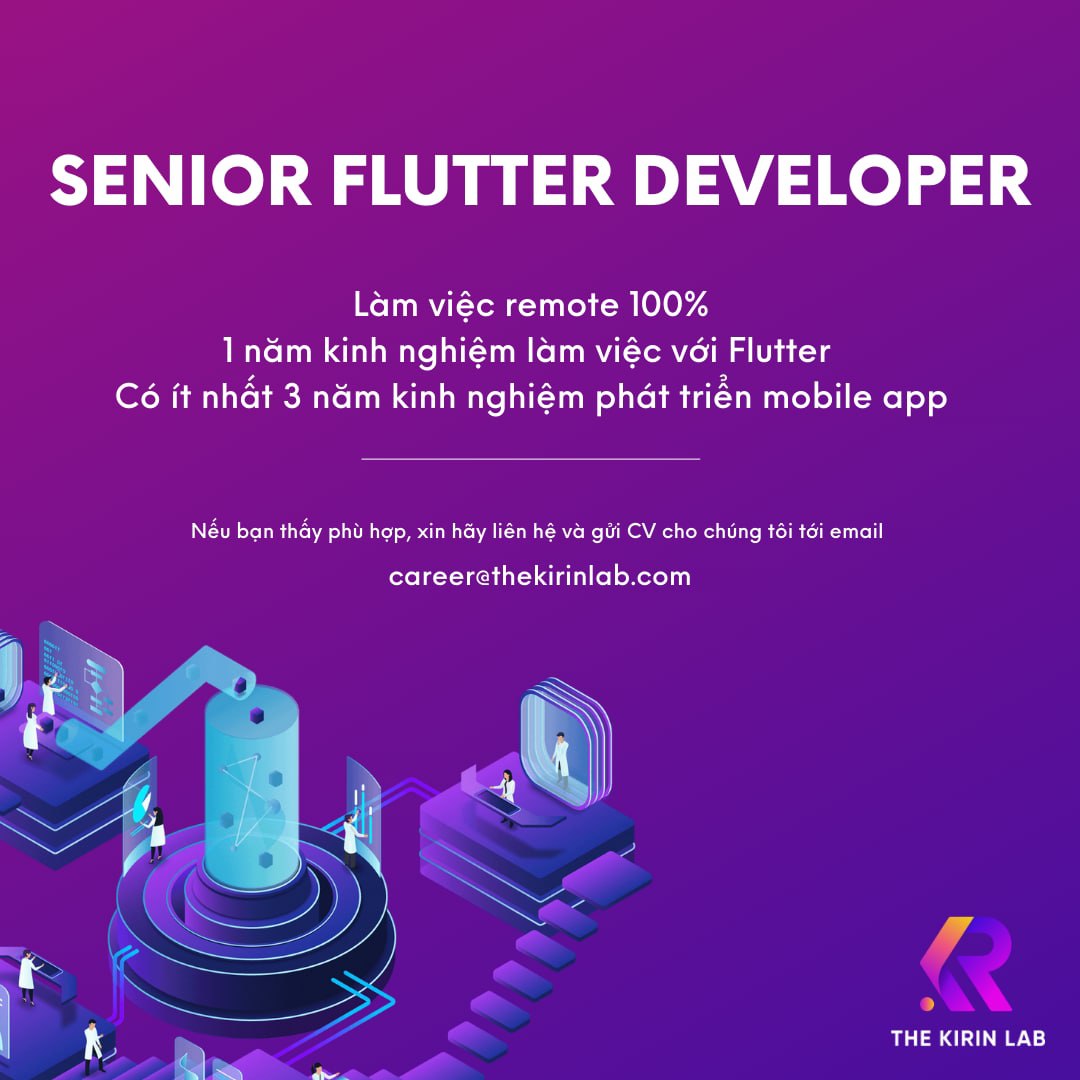 SENIOR FLUTTER DEVELOPER
Làm việc remote 100%
1 năm kinh nghiệm làm việc với Flutter
Có ít nhất 3 năm kinh nghiệm phát triển mobile app
Nếu bạn thấy phù hợp, xin hãy liên hệ và gửi CV cho chúng tôi tới email
career@thekirinlab.com
THE KIRIN LAB